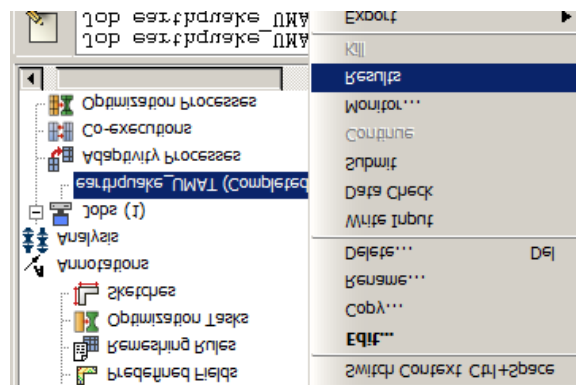 Predefined Fields
Remeshing Rules
Optimization Tasks
Sketches
Annotations
Analysis
Jobs (1)
earthquake_UMAT (Completed
Adaptivity Processes
Co-executions
Optimization Processes
Job earthquake_UMA
Job earthquake_UMA
Switch Context Ctrl+Space
Edit...
Copy...
Rename...
Delete... Del
Write Input
Data Check
Submit
Continue
Monitor...
Results
Kill
Export